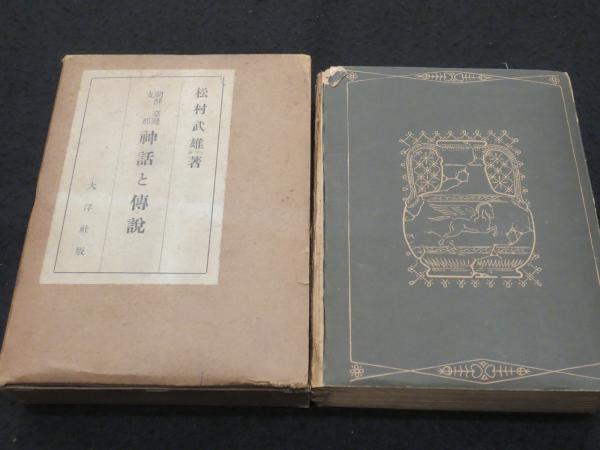 松村武雄著
朝鮮 臺灣
支那
神話と傳說
大洋社版